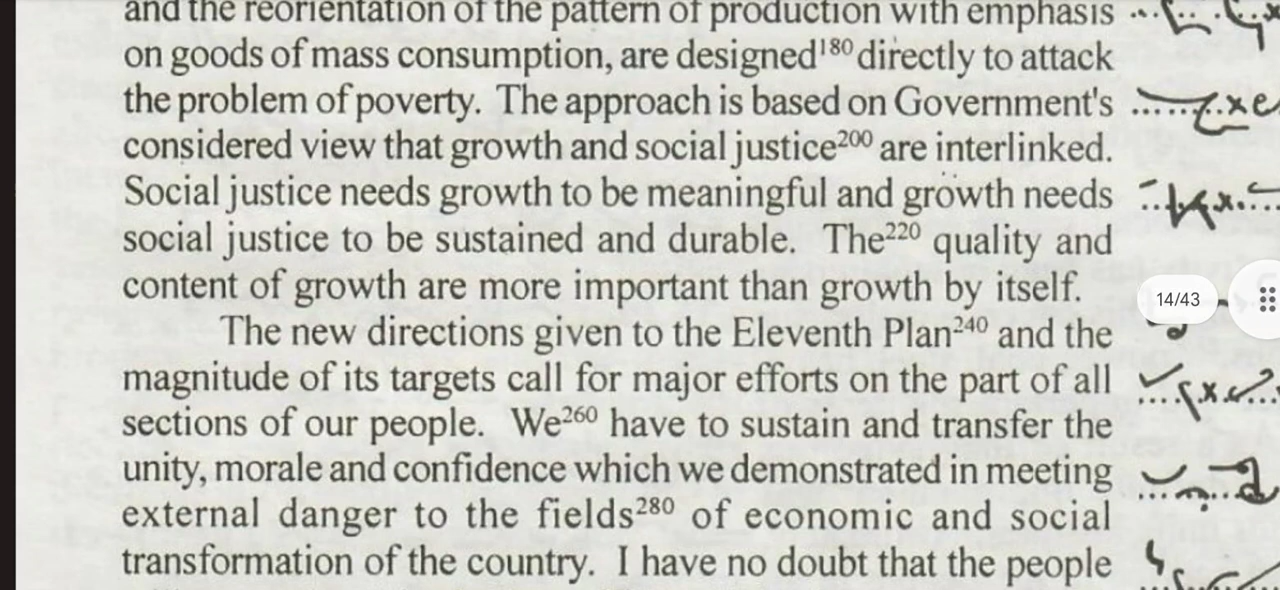 and the reorientation of the pattern of production with emphasis
on goods of mass consumption, are designed¹⁸⁰ directly to attack
the problem of poverty. The approach is based on Government's
considered view that growth and social justice²⁰⁰ are interlinked.
Social justice needs growth to be meaningful and growth needs
social justice to be sustained and durable. The²²⁰ quality and
content of growth are more important than growth by itself.
14/43
The new directions given to the Eleventh Plan²⁴⁰ and the
magnitude of its targets call for major efforts on the part of all
sections of our people. We²⁶⁰ have to sustain and transfer the
unity, morale and confidence which we demonstrated in meeting
external danger to the fields²⁸⁰ of economic and social
transformation of the country. I have no doubt that the people